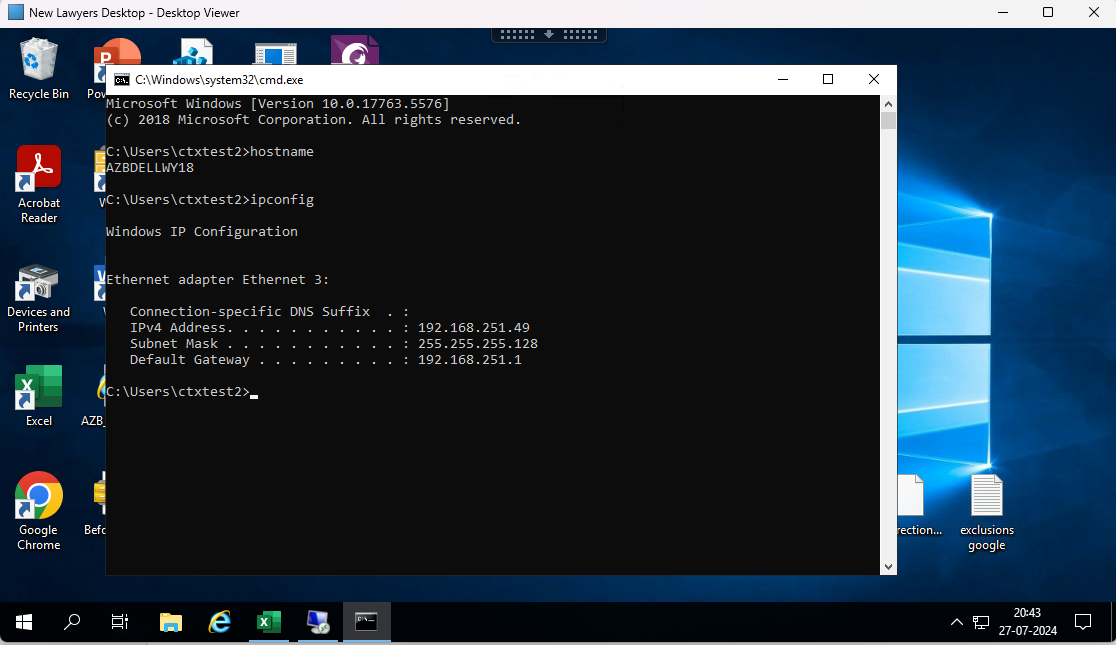 New Lawyers Desktop - Desktop Viewer
Recycle Bin
C:\Windows\system32\cmd.exe
Microsoft Windows [Version 10.0.17763.5576]
(c) 2018 Microsoft Corporation. All rights reserved.
C:\Users\ctxtest2>hostname
AZBDELLWY18
C:\Users\ctxtest2>ipconfig
Windows IP Configuration
Ethernet adapter Ethernet 3:
Connection-specific DNS Suffix  . :
IPv4 Address. . . . . . . . . . . : 192.168.251.49
Subnet Mask . . . . . . . . . . . : 255.255.255.128
Default Gateway . . . . . . . . . : 192.168.251.1
C:\Users\ctxtest2>
Acrobat
Reader
Devices and
Printers
Excel
AZB_
Google
Chrome
rection...
exclusions
google
20:43
27-07-2024